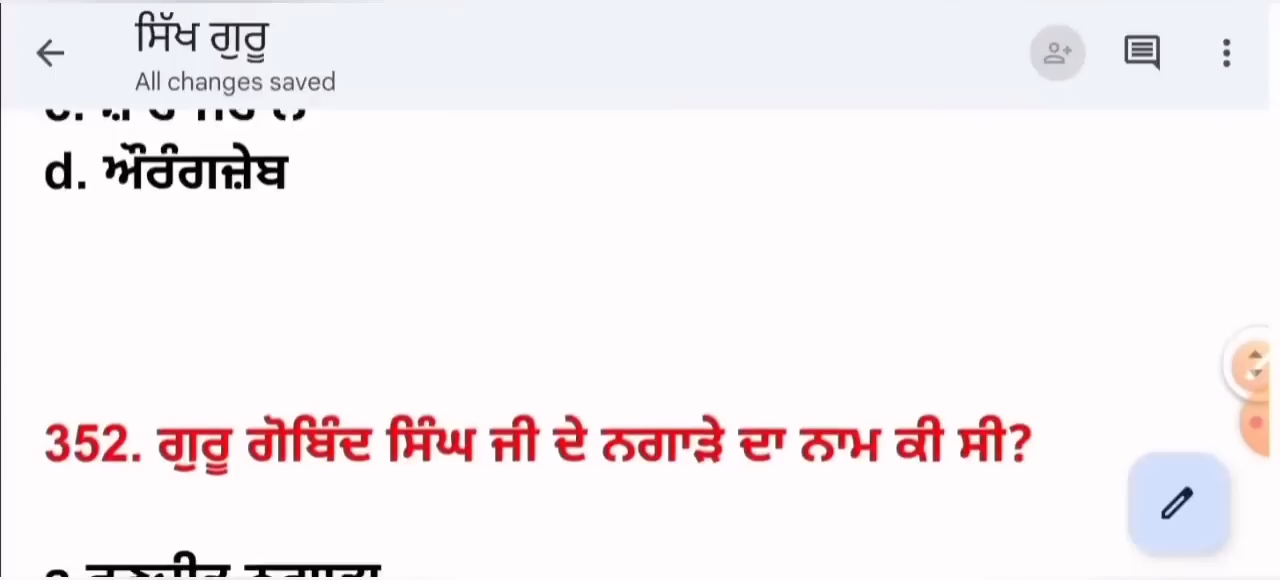 ਸਿੱਖ ਗੁਰੂ
All changes saved
d. ਔਰੰਗਜ਼ੇਬ
352. ਗੁਰੂ ਗੋਬਿੰਦ ਸਿੰਘ ਜੀ ਦੇ ਨਗਾੜੇ ਦਾ ਨਾਮ ਕੀ ਸੀ?